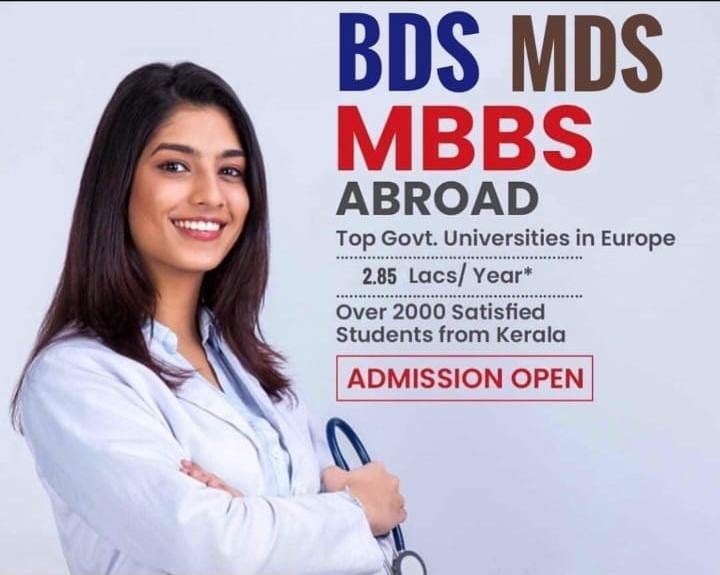 BDS MDS
MBBS
ABROAD
Top Govt. Universities in Europe
2.85 Lacs/ Year*
Over 2000 Satisfied
Students from Kerala
ADMISSION OPEN